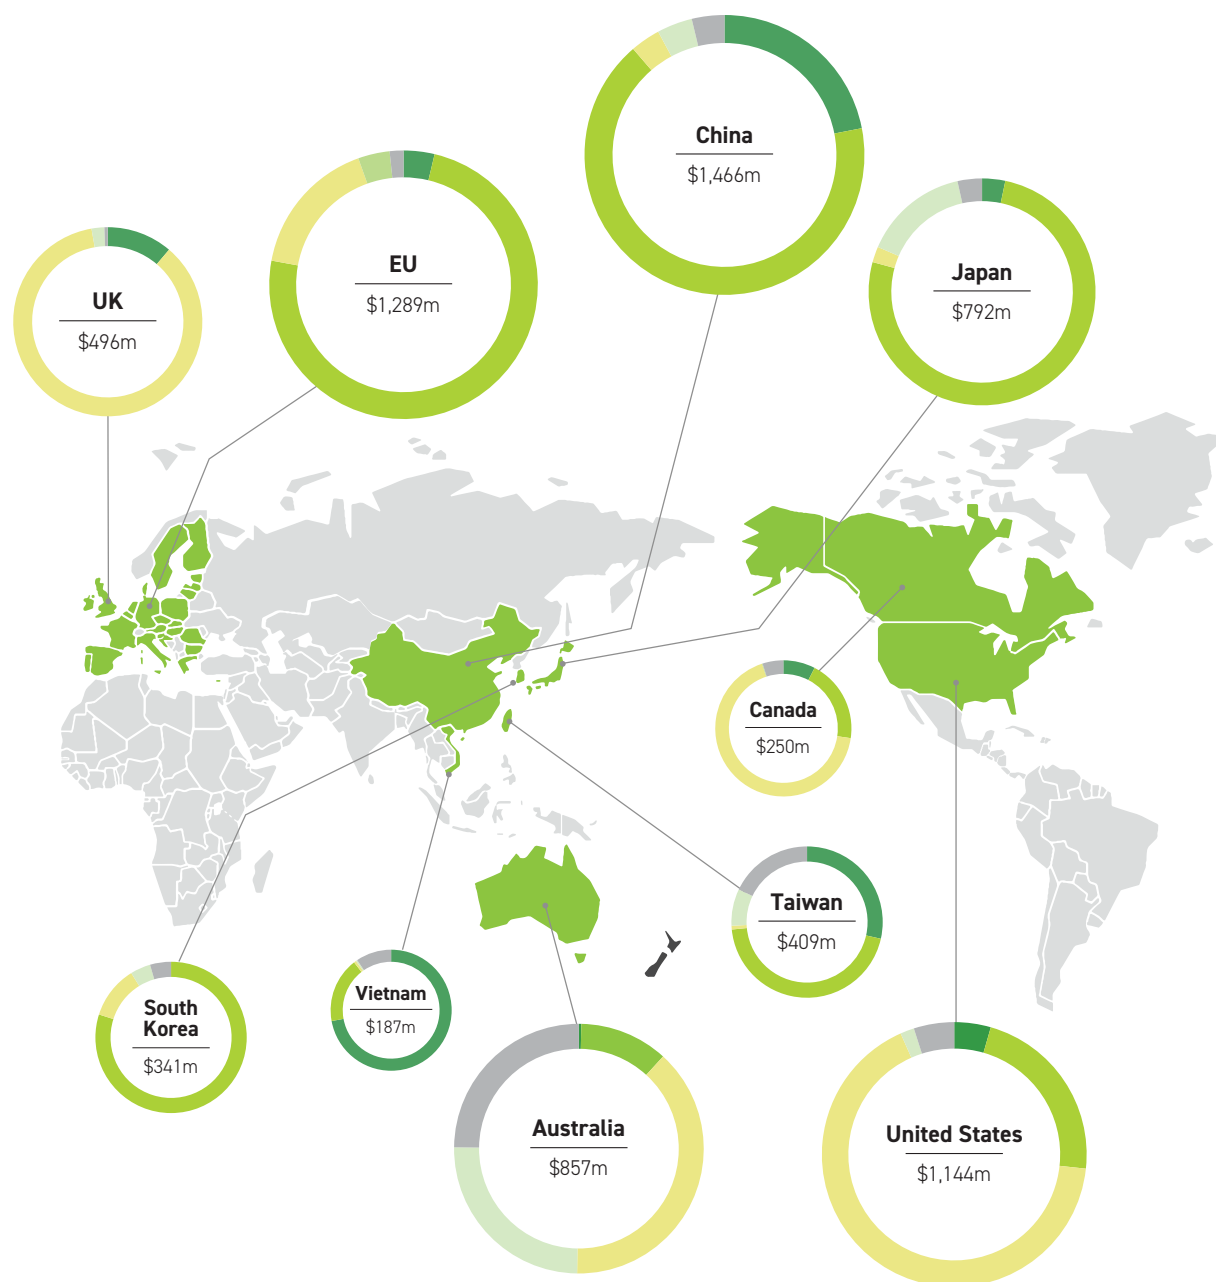 China
$1,466m
EU
$1,289m
Japan
$792m
UK
$496m
Canada
$250m
Taiwan
$409m
South
Korea
$341m
Vietnam
$187m
Australia
$857m
United States
$1,144m